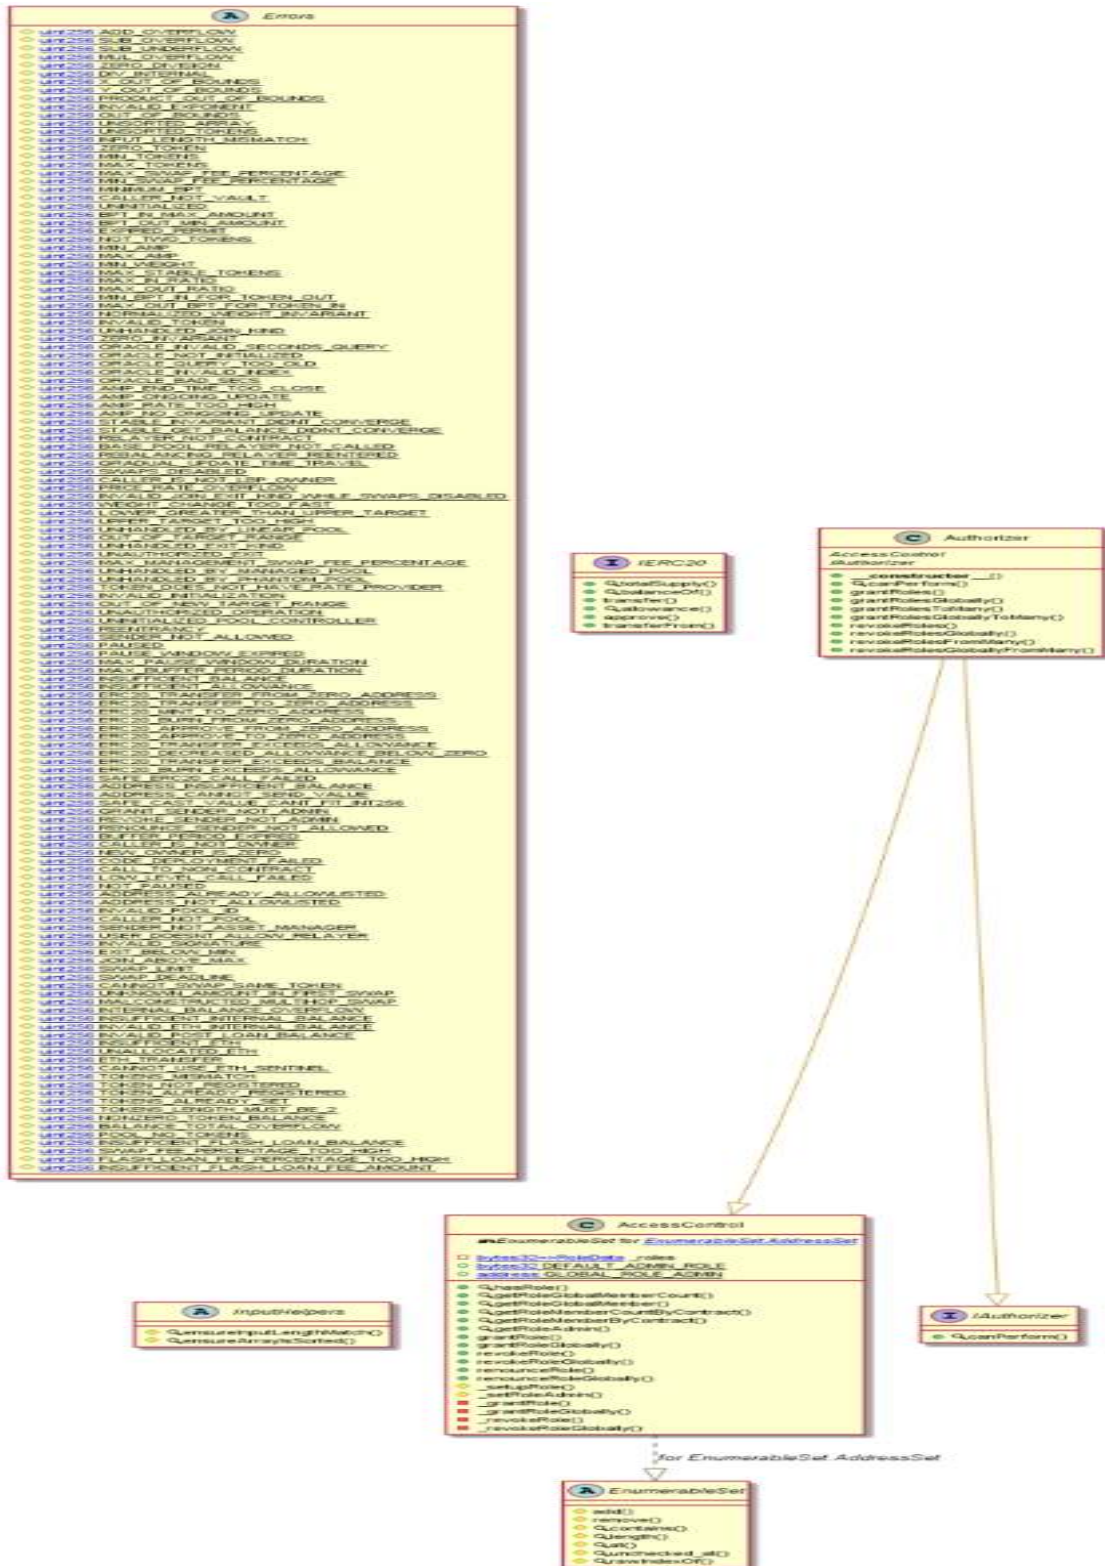 A Errors
uint256 ADD_OVERFLOW
uint256 SUB_OVERFLOW
uint256 SUB_UNDERFLOW
uint256 MUL_OVERFLOW
uint256 ZERO_DIVISION
uint256 DIV_INTERNAL
uint256 X_OUT_OF_BOUNDS
uint256 Y_OUT_OF_BOUNDS
uint256 PRODUCT_OUT_OF_BOUNDS
uint256 INVALID_EXPONENT
uint256 OUT_OF_BOUNDS
uint256 UNSORTED_ARRAY
uint256 UNSORTED_TOKENS
uint256 INPUT_LENGTH_MISMATCH
uint256 ZERO_TOKEN
uint256 MIN_TOKENS
uint256 MAX_TOKENS
uint256 MAX_SWAP_FEE_PERCENTAGE
uint256 MIN_SWAP_FEE_PERCENTAGE
uint256 MINIMUM_BPT
uint256 CALLER_NOT_VAULT
uint256 UNINITIALIZED
uint256 BPT_IN_MAX_AMOUNT
uint256 BPT_OUT_MIN_AMOUNT
uint256 EXPIRED_PERMIT
uint256 NOT_TWO_TOKENS
uint256 MIN_AMP
uint256 MAX_AMP
uint256 MIN_WEIGHT
uint256 MAX_STABLE_TOKENS
uint256 MAX_IN_RATIO
uint256 MAX_OUT_RATIO
uint256 MIN_BPT_IN_FOR_TOKEN_OUT
uint256 MAX_OUT_BPT_FOR_TOKEN_IN
uint256 NORMALIZED_WEIGHT_INVARIANT
uint256 INVALID_TOKEN
uint256 UNHANDLED_JOIN_KIND
uint256 ZERO_INVARIANT
uint256 ORACLE_INVALID_SECONDS_QUERY
uint256 ORACLE_NOT_INITIALIZED
uint256 ORACLE_QUERY_TOO_OLD
uint256 ORACLE_INVALID_INDEX
uint256 ORACLE_BAD_SECS
uint256 AMP_END_TIME_TOO_CLOSE
uint256 AMP_ONGOING_UPDATE
uint256 AMP_RATE_TOO_HIGH
uint256 AMP_NO_ONGOING_UPDATE
uint256 STABLE_INVARIANT_DIDNT_CONVERGE
uint256 STABLE_GET_BALANCE_DIDNT_CONVERGE
uint256 RELAYER_NOT_CONTRACT
uint256 BASE_POOL_RELAYER_NOT_CALLED
uint256 REBALANCING_RELAYER_REENTERED
uint256 GRADUAL_UPDATE_TIME_TRAVEL
uint256 SWAPS_DISABLED
uint256 CALLER_IS_NOT_LBP_OWNER
uint256 PRICE_RATE_OVERFLOW
uint256 INVALID_JOIN_EXIT_KIND_WHILE_SWAPS_DISABLED
uint256 WEIGHT_CHANGE_TOO_FAST
uint256 LOWER_GREATER_THAN_UPPER_TARGET
uint256 UPPER_TARGET_TOO_HIGH
uint256 UNHANDLED_BY_LINEAR_POOL
uint256 OUT_OF_TARGET_RANGE
uint256 UNHANDLED_EXIT_KIND
uint256 UNAUTHORIZED_EXIT
uint256 MAX_MANAGEMENT_SWAP_FEE_PERCENTAGE
uint256 UNHANDLED_BY_MANAGED_POOL
uint256 UNHANDLED_BY_PHANTOM_POOL
uint256 TOKEN_DOES_NOT_HAVE_RATE_PROVIDER
uint256 INVALID_INITIALIZATION
uint256 OUT_OF_NEW_TARGET_RANGE
uint256 UNAUTHORIZED_OPERATION
uint256 UNINITIALIZED_POOL_CONTROLLER
uint256 REENTRANCY
uint256 SENDER_NOT_ALLOWED
uint256 PAUSED
uint256 PAUSE_WINDOW_EXPIRED
uint256 MAX_PAUSE_WINDOW_DURATION
uint256 MAX_BUFFER_PERIOD_DURATION
uint256 INSUFFICIENT_BALANCE
uint256 INSUFFICIENT_ALLOWANCE
uint256 ERC20_TRANSFER_FROM_ZERO_ADDRESS
uint256 ERC20_TRANSFER_TO_ZERO_ADDRESS
uint256 ERC20_MINT_TO_ZERO_ADDRESS
uint256 ERC20_BURN_FROM_ZERO_ADDRESS
uint256 ERC20_APPROVE_FROM_ZERO_ADDRESS
uint256 ERC20_APPROVE_TO_ZERO_ADDRESS
uint256 ERC20_TRANSFER_EXCEEDS_ALLOWANCE
uint256 ERC20_DECREASED_ALLOWANCE_BELOW_ZERO
uint256 ERC20_TRANSFER_EXCEEDS_BALANCE
uint256 ERC20_BURN_EXCEEDS_ALLOWANCE
uint256 SAFE_ERC20_CALL_FAILED
uint256 ADDRESS_INSUFFICIENT_BALANCE
uint256 ADDRESS_CANNOT_SEND_VALUE
uint256 SAFE_CAST_VALUE_CANT_FIT_INT256
uint256 GRANT_SENDER_NOT_ADMIN
uint256 REVOKE_SENDER_NOT_ADMIN
uint256 RENOUNCE_SENDER_NOT_ALLOWED
uint256 BUFFER_PERIOD_EXPIRED
uint256 CALLER_IS_NOT_OWNER
uint256 NEW_OWNER_IS_ZERO
uint256 CODE_DEPLOYMENT_FAILED
uint256 CALL_TO_NON_CONTRACT
uint256 LOW_LEVEL_CALL_FAILED
uint256 NOT_PAUSED
uint256 ADDRESS_ALREADY_ALLOWLISTED
uint256 ADDRESS_NOT_ALLOWLISTED
uint256 INVALID_POOL_ID
uint256 CALLER_NOT_POOL
uint256 SENDER_NOT_ASSET_MANAGER
uint256 USER_DOESNT_ALLOW_RELAYER
uint256 INVALID_SIGNATURE
uint256 EXIT_BELOW_MIN
uint256 JOIN_ABOVE_MAX
uint256 SWAP_LIMIT
uint256 SWAP_DEADLINE
uint256 CANNOT_SWAP_SAME_TOKEN
uint256 UNKNOWN_AMOUNT_IN_FIRST_SWAP
uint256 MALCONSTRUCTED_MULTIHOP_SWAP
uint256 INTERNAL_BALANCE_OVERFLOW
uint256 INSUFFICIENT_INTERNAL_BALANCE
uint256 INVALID_ETH_INTERNAL_BALANCE
uint256 INVALID_POST_LOAN_BALANCE
uint256 INSUFFICIENT_ETH
uint256 UNALLOCATED_ETH
uint256 ETH_TRANSFER
uint256 CANNOT_USE_ETH_SENTINEL
uint256 TOKENS_MISMATCH
uint256 TOKEN_NOT_REGISTERED
uint256 TOKEN_ALREADY_REGISTERED
uint256 TOKENS_ALREADY_SET
uint256 TOKENS_LENGTH_MUST_BE_2
uint256 NONZERO_TOKEN_BALANCE
uint256 BALANCE_TOTAL_OVERFLOW
uint256 POOL_NO_TOKENS
uint256 INSUFFICIENT_FLASH_LOAN_BALANCE
uint256 SWAP_FEE_PERCENTAGE_TOO_HIGH
uint256 FLASH_LOAN_FEE_PERCENTAGE_TOO_HIGH
uint256 INSUFFICIENT_FLASH_LOAN_FEE_AMOUNT
I IERC20
totalSupply()
balanceOf()
transfer()
allowance()
approve()
transferFrom()
C Authorizer
AccessControl
IAuthorizer
__constructor__()
canPerform()
grantRoles()
grantRolesGlobally()
grantRolesToMany()
grantRolesGloballyToMany()
revokeRoles()
revokeRolesGlobally()
revokeRolesFromMany()
revokeRolesGloballyFromMany()
C AccessControl
EnumerableSet for EnumerableSet.AddressSet
bytes32=>RoleData _roles
bytes32 DEFAULT_ADMIN_ROLE
address GLOBAL_ROLE_ADMIN
hasRole()
getRoleGlobalMemberCount()
getRoleGlobalMember()
getRoleMemberCountByContract()
getRoleMemberByContract()
getRoleAdmin()
grantRole()
grantRoleGlobally()
revokeRole()
revokeRoleGlobally()
renounceRole()
renounceRoleGlobally()
_setupRole()
_setRoleAdmin()
_grantRole()
_grantRoleGlobally()
_revokeRole()
_revokeRoleGlobally()
A InputHelpers
ensureInputLengthMatch()
ensureArrayIsSorted()
I IAuthorizer
canPerform()
for EnumerableSet.AddressSet
A EnumerableSet
add()
remove()
contains()
length()
at()
unchecked_at()
rawIndexOf()